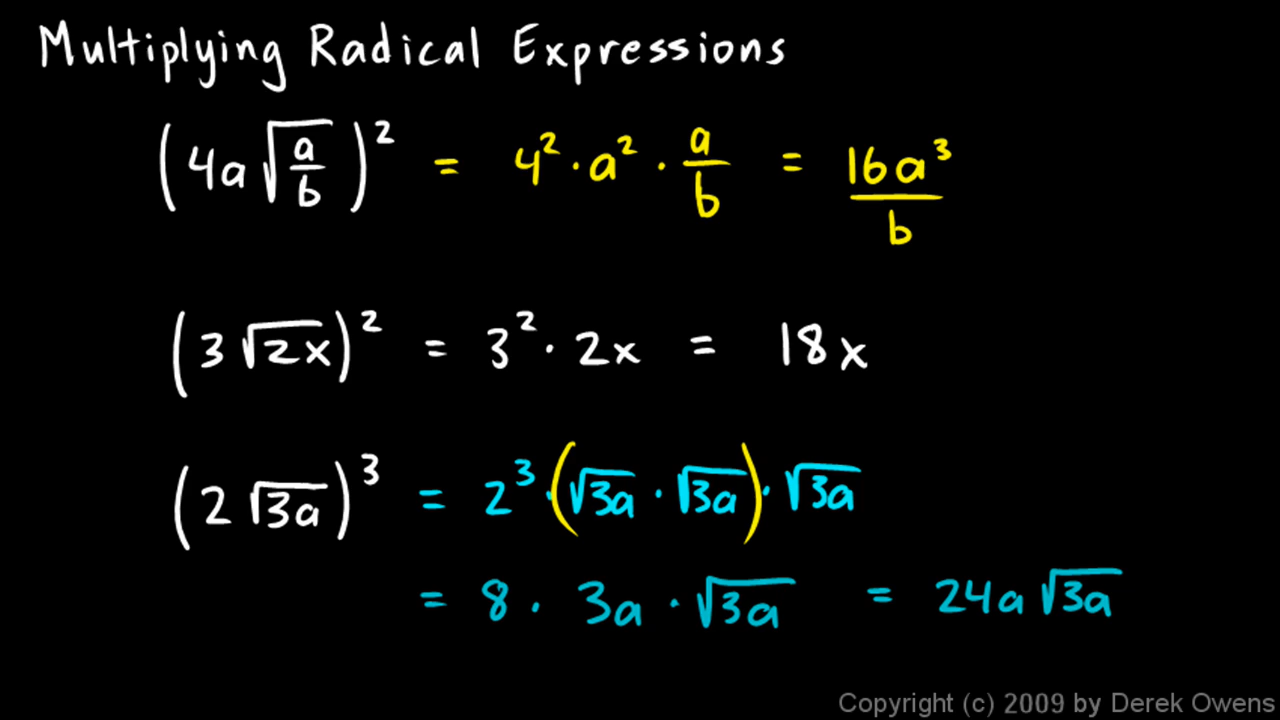 Multiplying Radical Expressions
(4a√(a/b))² = 4² · a² · a/b = 16a³/b
(3√2x)² = 3² · 2x = 18x
(2√3a)³ = 2³ · (√3a · √3a) · √3a
= 8 · 3a · √3a = 24a√3a
Copyright (c) 2009 by Derek Owens